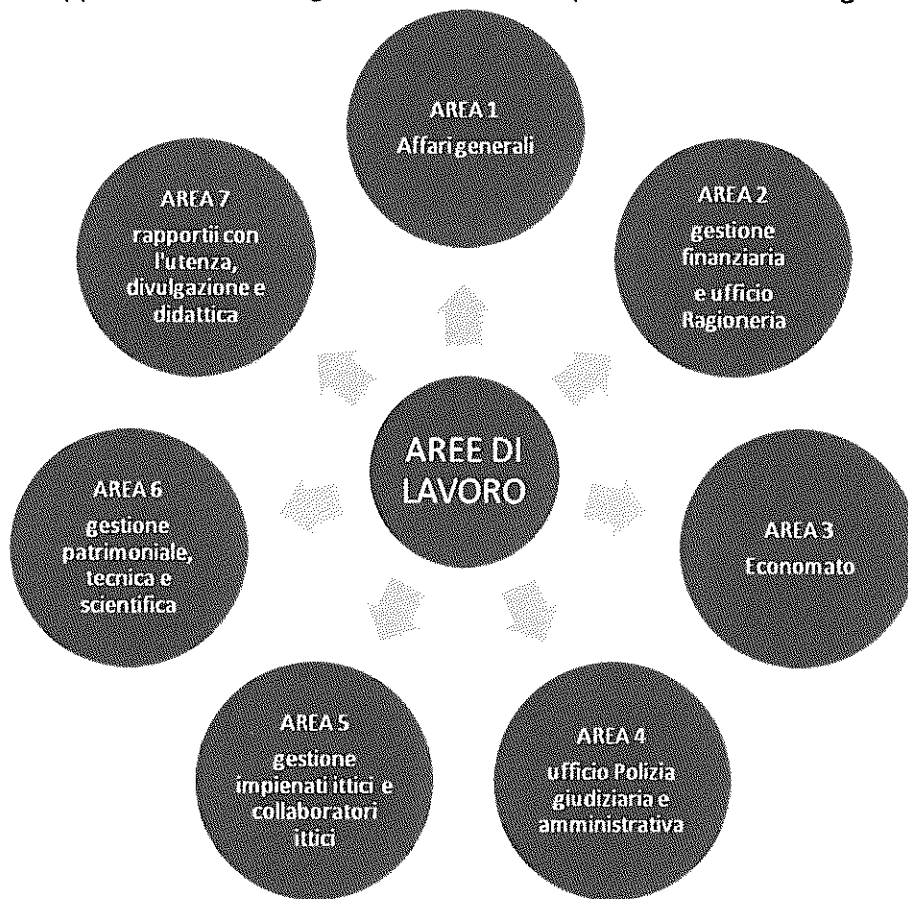 AREA 1
Affari generali
AREA 2
gestione
finanziaria
e ufficio
Ragioneria
AREA 3
Economato
AREA 4
ufficio Polizia
giudiziaria e
amministrativa
AREA 5
gestione
impienati ittici e
collaboratori
ittici
AREA 6
gestione
patrimoniale,
tecnica e
scientifica
AREA 7
rapportii con
l'utenza,
divulgazione e
didattica
AREE DI
LAVORO